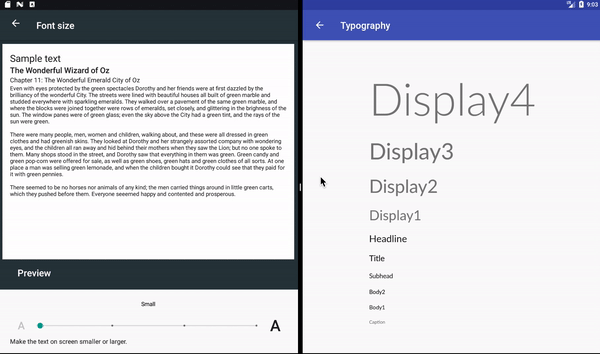 Font size
Sample text
The Wonderful Wizard of Oz
Chapter 11: The Wonderful Emerald City of Oz
Even with eyes protected by the green spectacles Dorothy and her friends were at first dazzled by the
brilliancy of the wonderful City. The streets were lined with beautiful houses all built of green marble and
studded everywhere with sparkling emeralds. They walked over a pavement of the same green marble, and
where the blocks were joined together were rows of emeralds, set closely, and glittering in the brightness of the
sun. The window panes were of green glass; even the sky above the City had a green tint, and the rays of the
sun were green.
There were many people, men, women and children, walking about, and these were all dressed in green
clothes and had greenish skins. They looked at Dorothy and her strangely assorted company with wondering
eyes, and the children all ran away and hid behind their mothers when they saw the Lion; but no one spoke to
them. Many shops stood in the street, and Dorothy saw that everything in them was green. Green candy and
green pop-corn were offered for sale, as well as green shoes, green hats and green clothes of all sorts. At one
place a man was selling green lemonade, and when the children bought it Dorothy could see that they paid for
it with green pennies.
There seemed to be no horses nor animals of any kind; the men carried things around in little green carts,
which they pushed before them. Everyone seeemed happy and contented and prosperous.
Preview
Small
A
A
Make the text on screen smaller or larger.
9:03
Typography
Display4
Display3
Display2
Display1
Headline
Title
Subhead
Body2
Body1
Caption